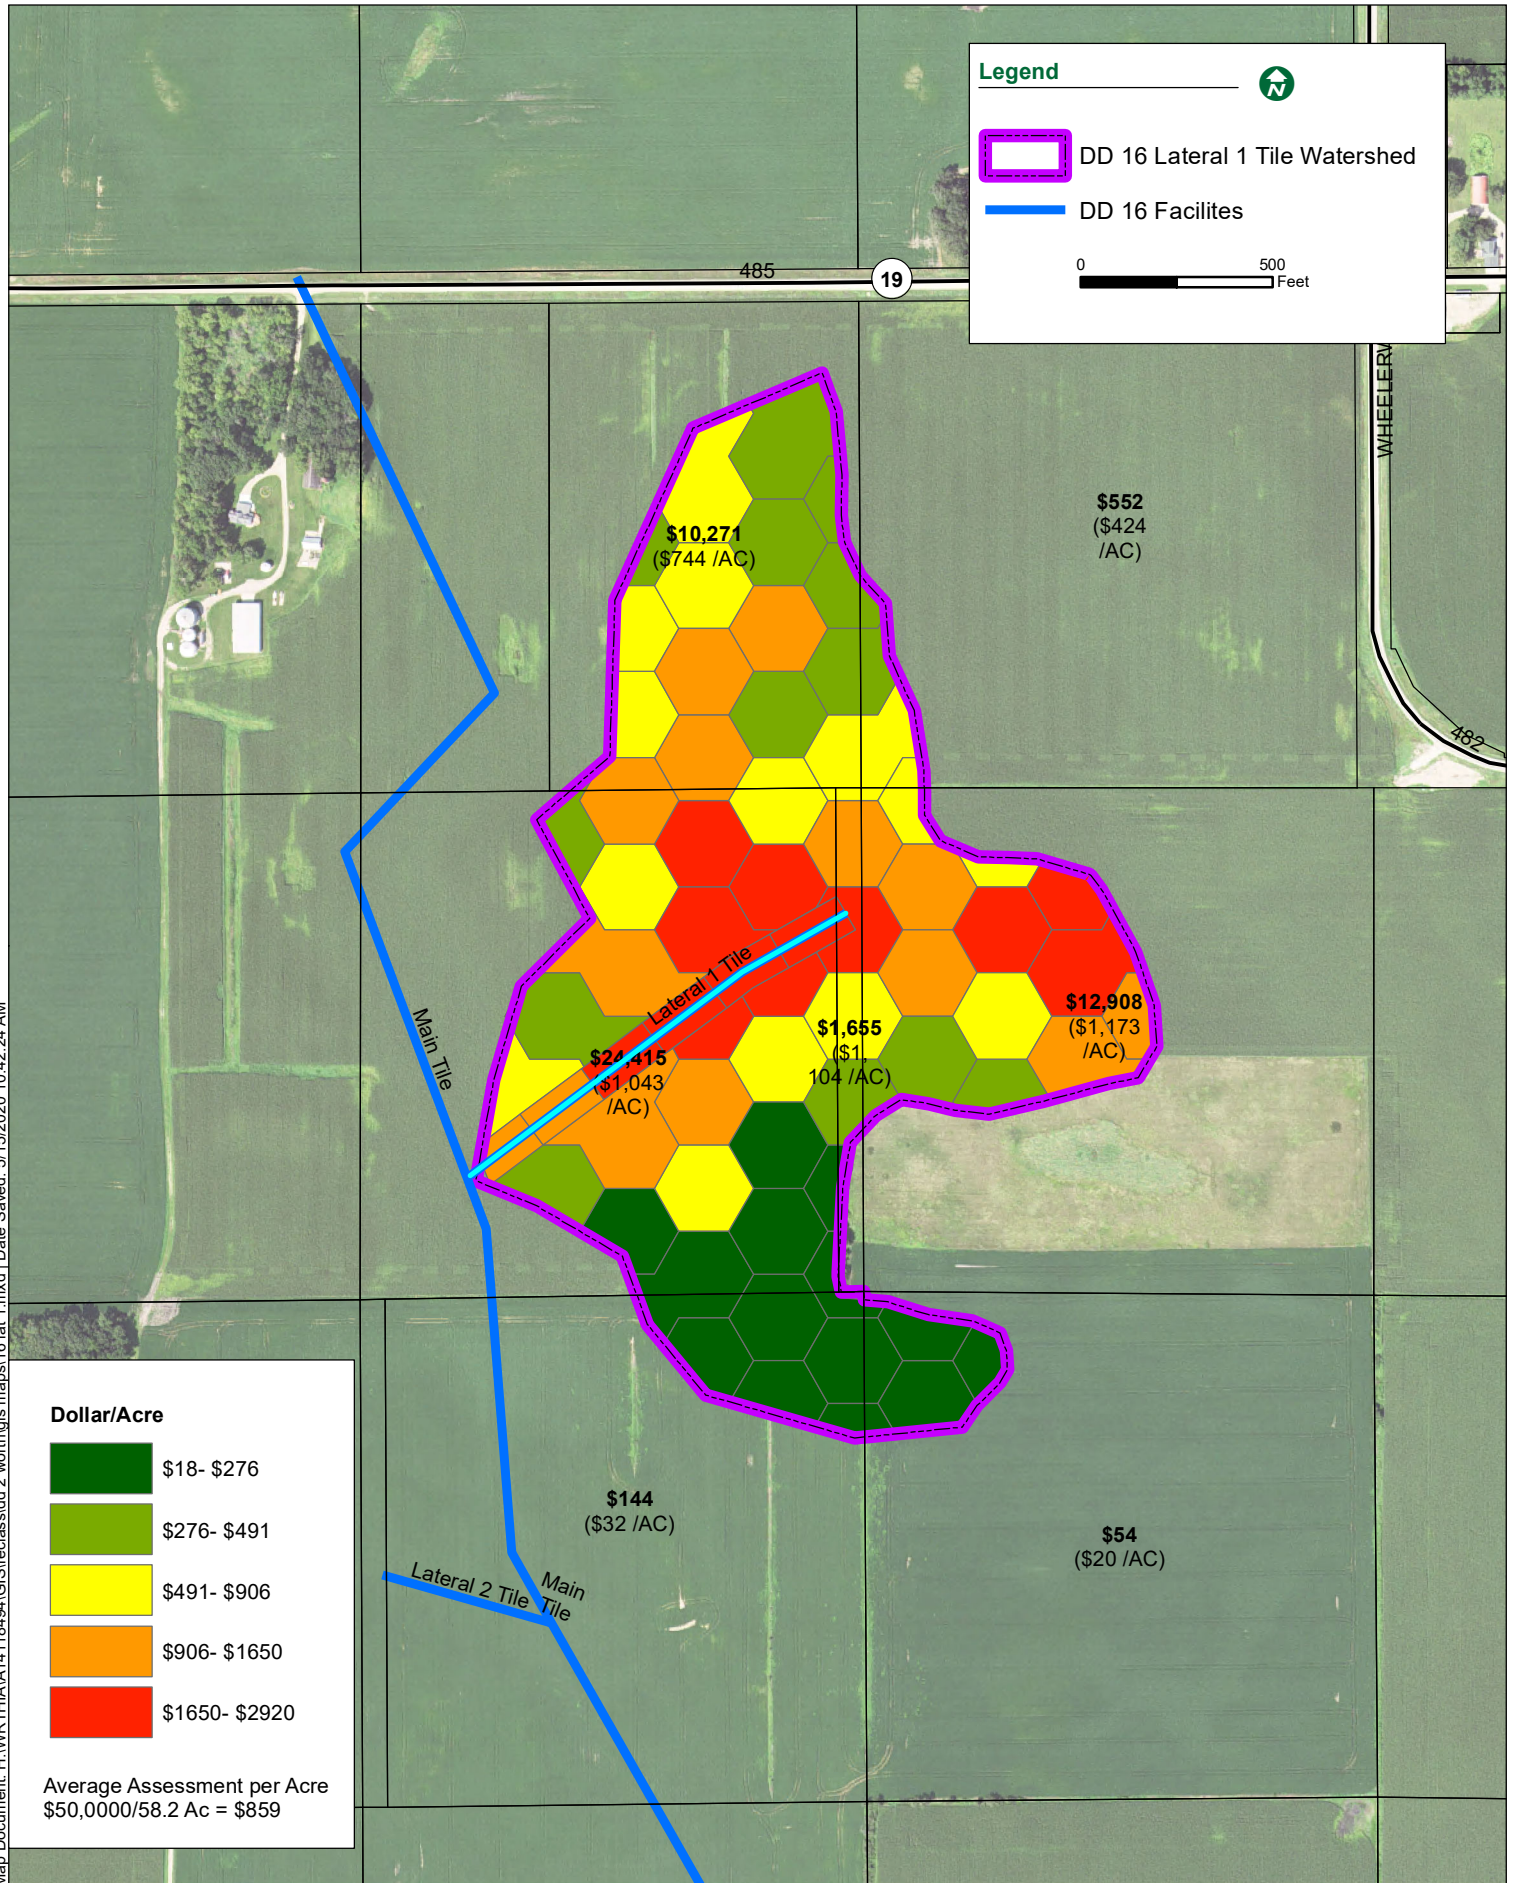 Legend
N
DD 16 Lateral 1 Tile Watershed
DD 16 Facilites
0 500
Feet
485
19
WHEELERV
482
$552
($424
/AC)
$10,271
($744 /AC)
Lateral 1 Tile
Main Tile
$12,908
($1,173
/AC)
$1,655
($1,
104 /AC)
$24,415
($1,043
/AC)
$144
($32 /AC)
$54
($20 /AC)
Lateral 2 Tile
Main
Tile
Dollar/Acre
$18- $276
$276- $491
$491- $906
$906- $1650
$1650- $2920
Average Assessment per Acre
$50,0000/58.2 Ac = $859